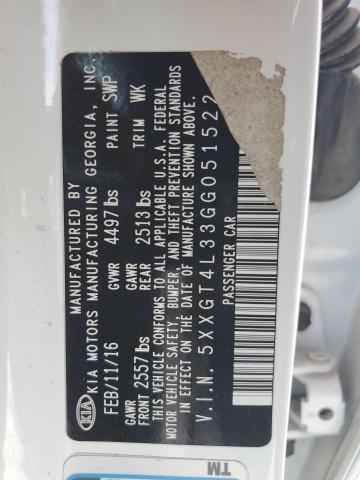 MANUFACTURED BY
KIA MOTORS MANUFACTURING GEORGIA, INC.
KIA
FEB/11/16 GVWR 4497 lbs PAINT SWP
GAWR FRONT 2557 lbs GAWR REAR 2513 lbs TRIM WK
THIS VEHICLE CONFORMS TO ALL APPLICABLE U.S.A. FEDERAL
MOTOR VEHICLE SAFETY, BUMPER, AND THEFT PREVENTION STANDARDS
IN EFFECT ON THE DATE OF MANUFACTURE SHOWN ABOVE.
V.I.N. 5XXGT4L33GG051522
PASSENGER CAR
TM